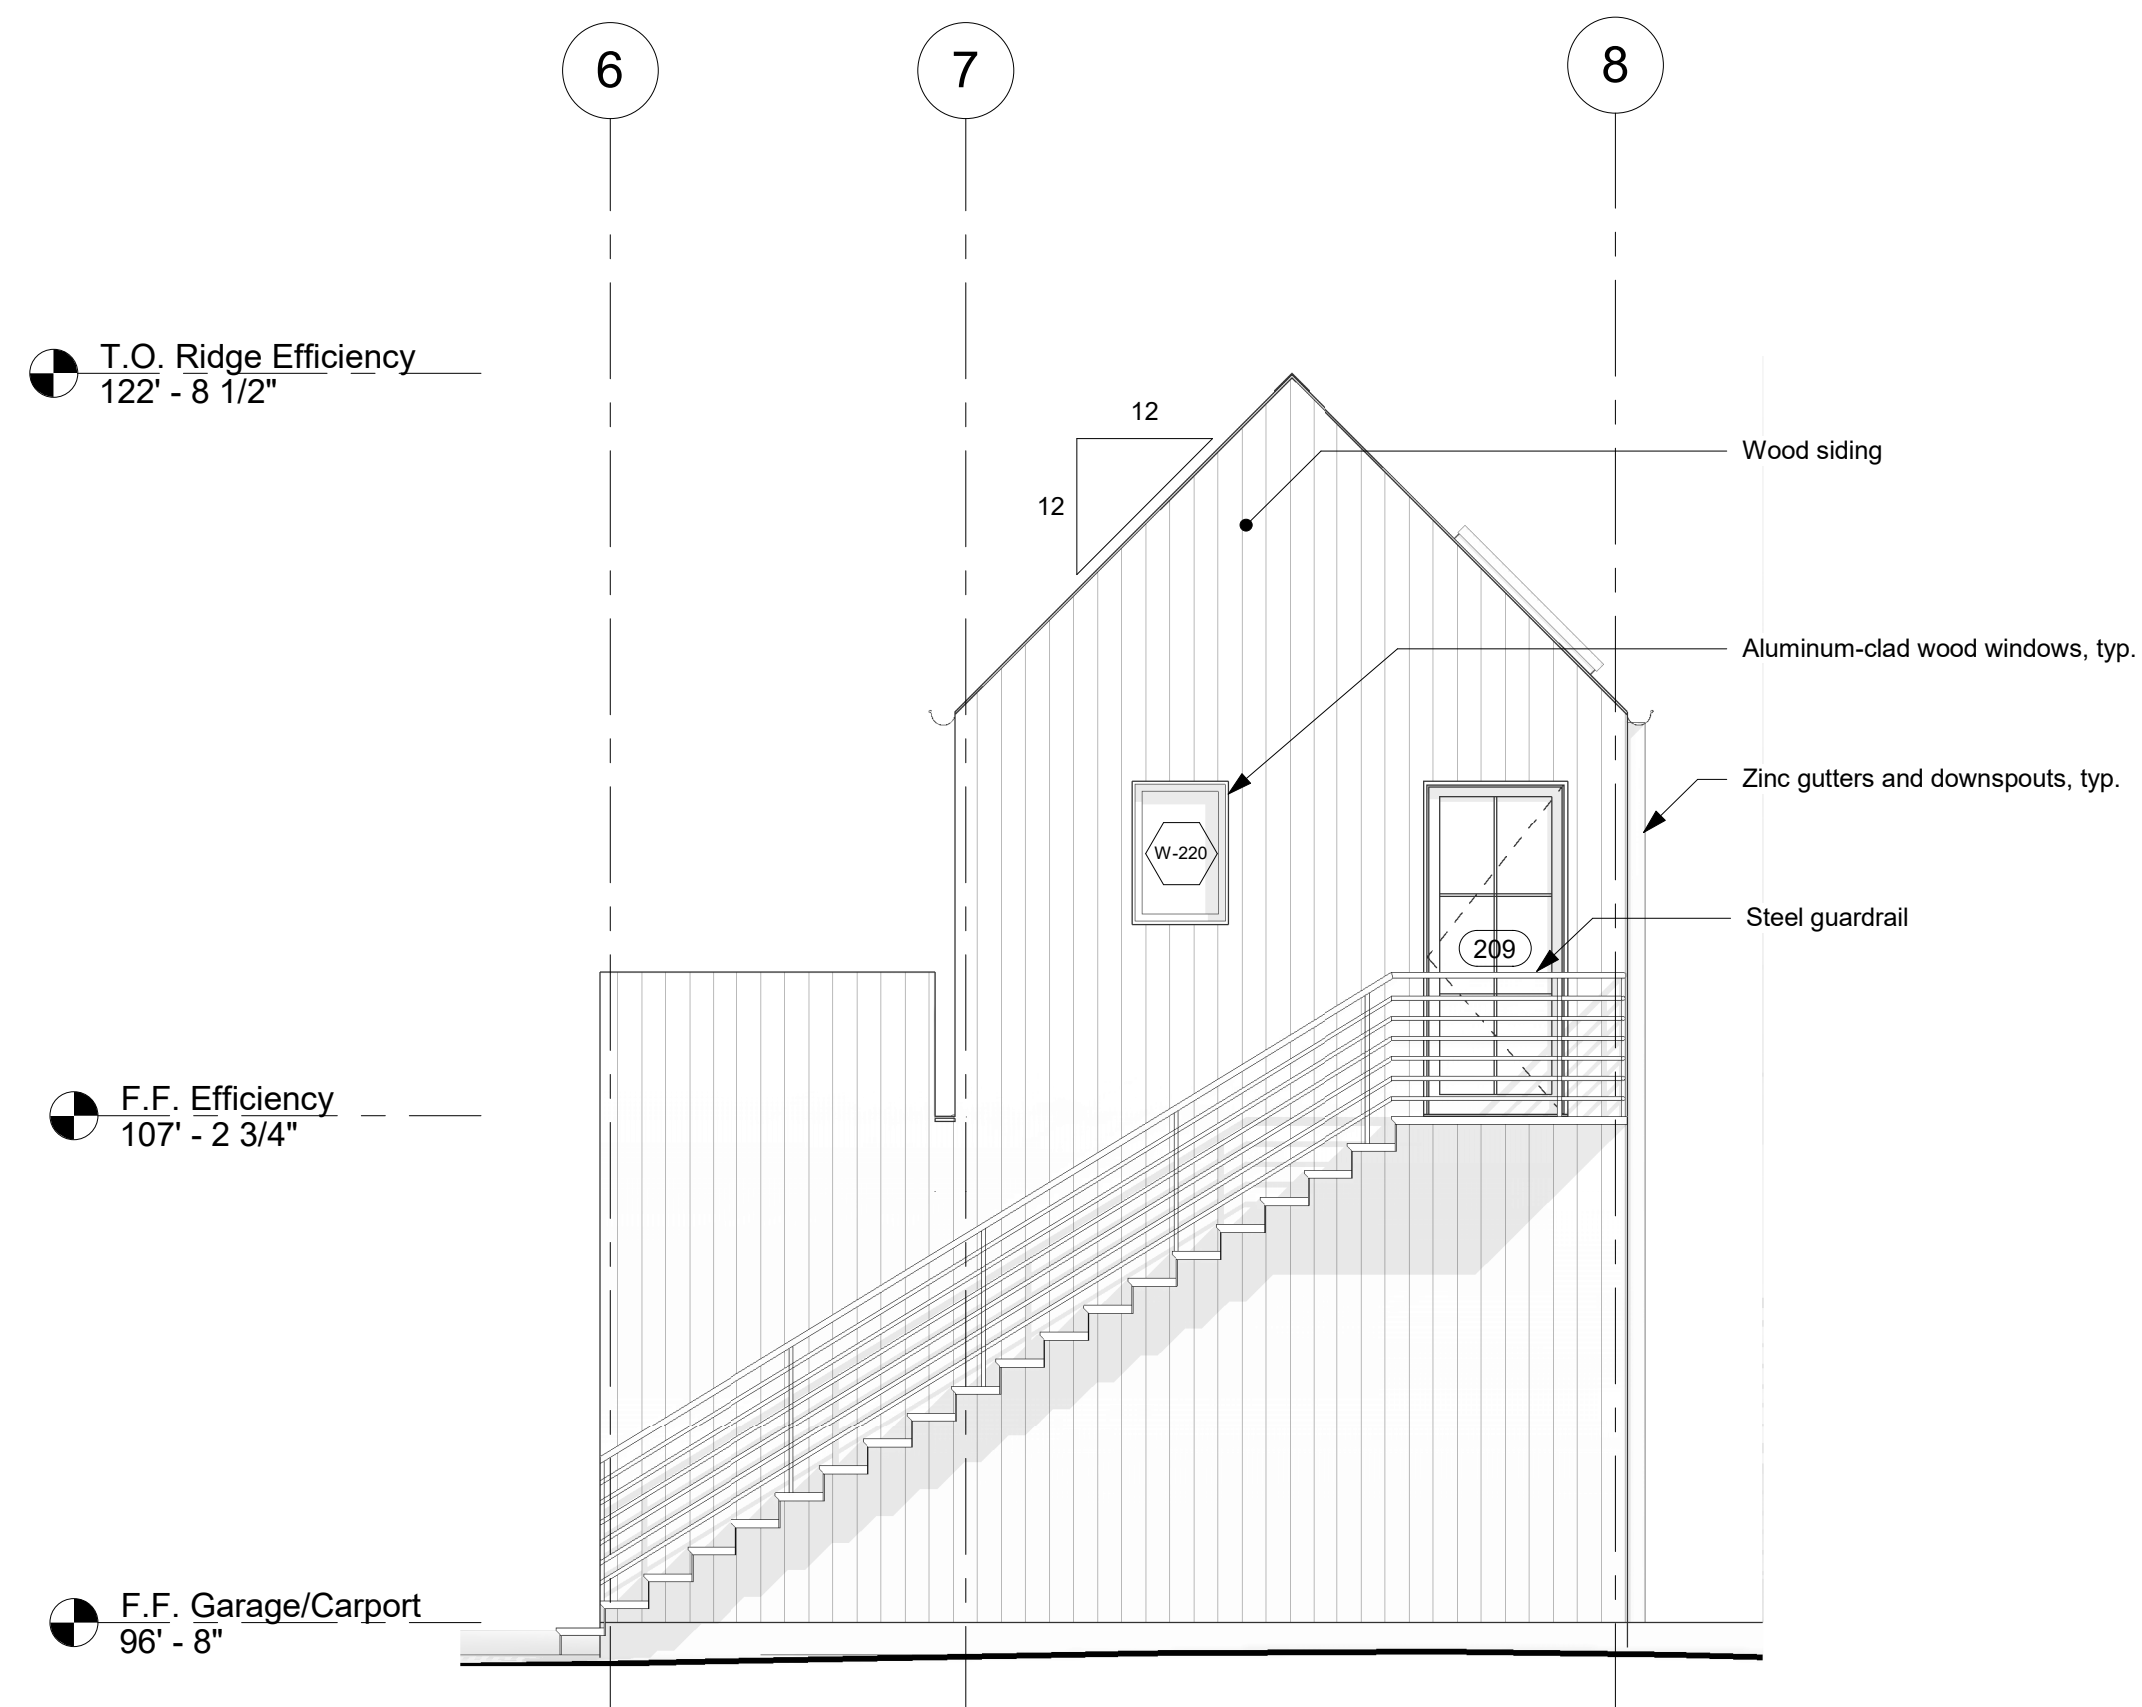 6
7
8
T.O. Ridge Efficiency
122' - 8 1/2"
12
12
Wood siding
Aluminum-clad wood windows, typ.
Zinc gutters and downspouts, typ.
W-220
Steel guardrail
209
F.F. Efficiency
107' - 2 3/4"
F.F. Garage/Carport
96' - 8"